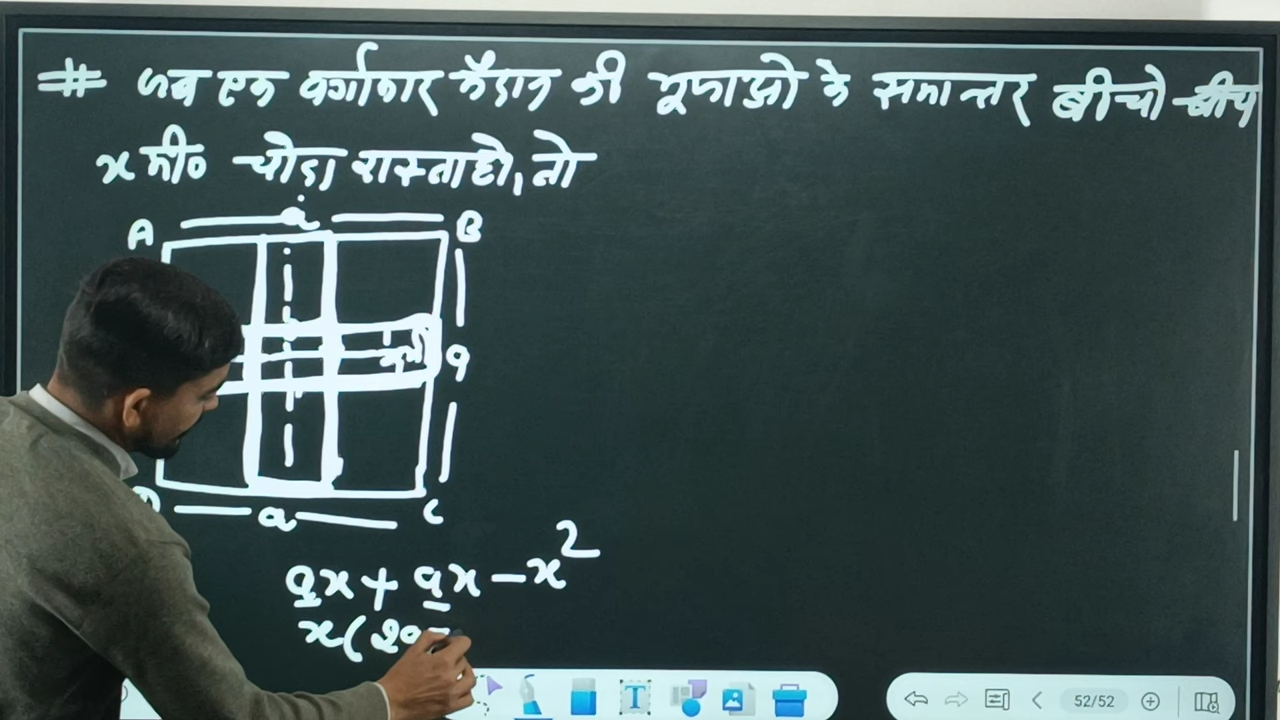 # जब एक वर्गाकार मैदान की भूजाओ के समान्तर बीचो-बीच
x मी० चोड़ा रास्ता हो, तो
A a B
a
a C
ax + ax - x²
x(2a-
T
52/52